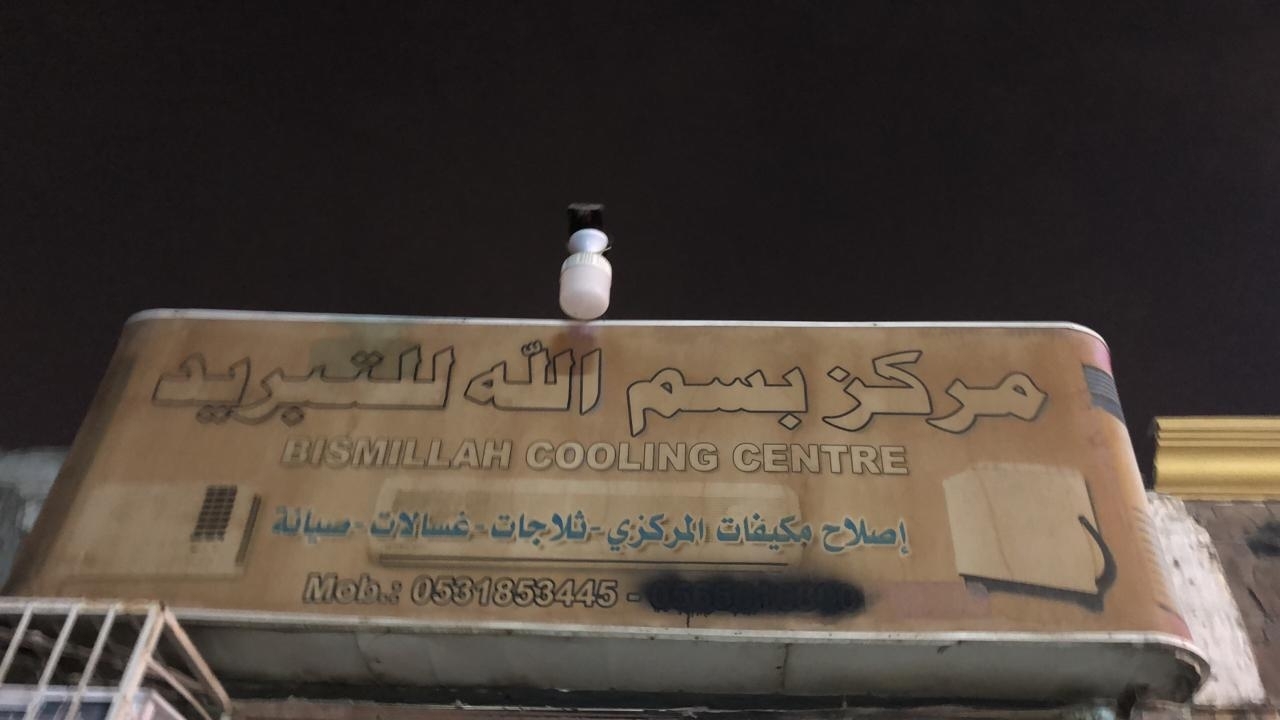 مركز بسم الله للتبريد
BISMILLAH COOLING CENTRE
إصلاح مكيفات المركزي - ثلاجات - غسالات - صيانة
Mob.: 0531853445 -